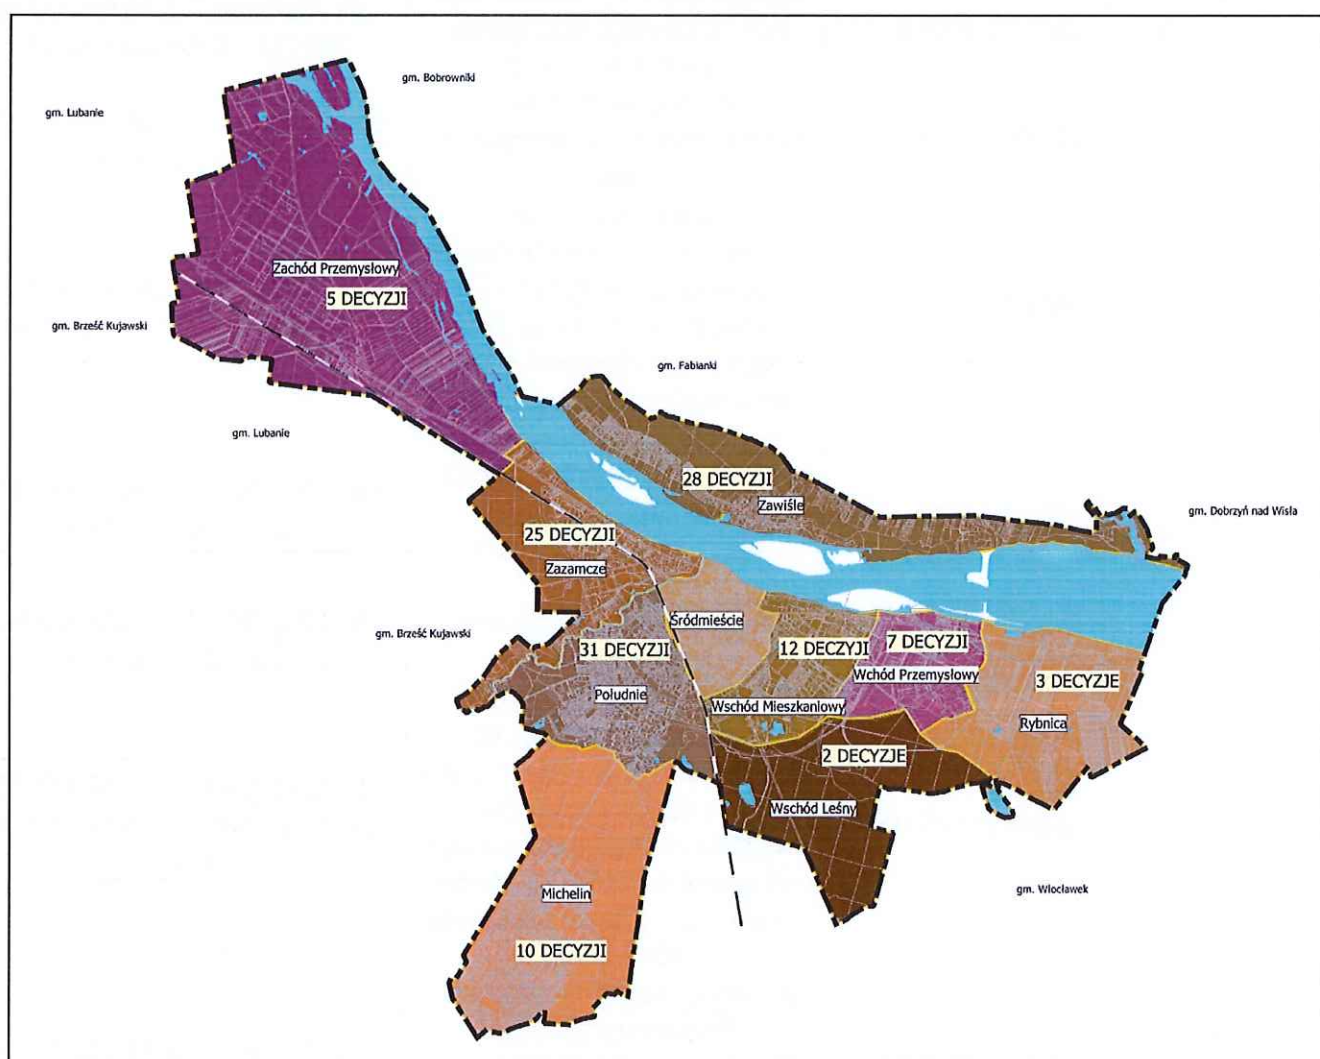 gm. Bobrowniki
gm. Lubanie
Zachód Przemysłowy
5 DECYZJI
gm. Brześć Kujawski
gm. Fabianki
gm. Lubanie
28 DECYZJI
Zawiśle
gm. Dobrzyń nad Wisła
25 DECYZJI
Zazamcze
Śródmieście
gm. Brześć Kujawski
31 DECYZJI
12 DECZYJI
7 DECYZJI
Wchód Przemysłowy
3 DECYZJE
Południe
Wschód Mieszkaniowy
Rybnica
2 DECYZJE
Wschód Leśny
gm. Włocławek
Michelin
10 DECYZJI